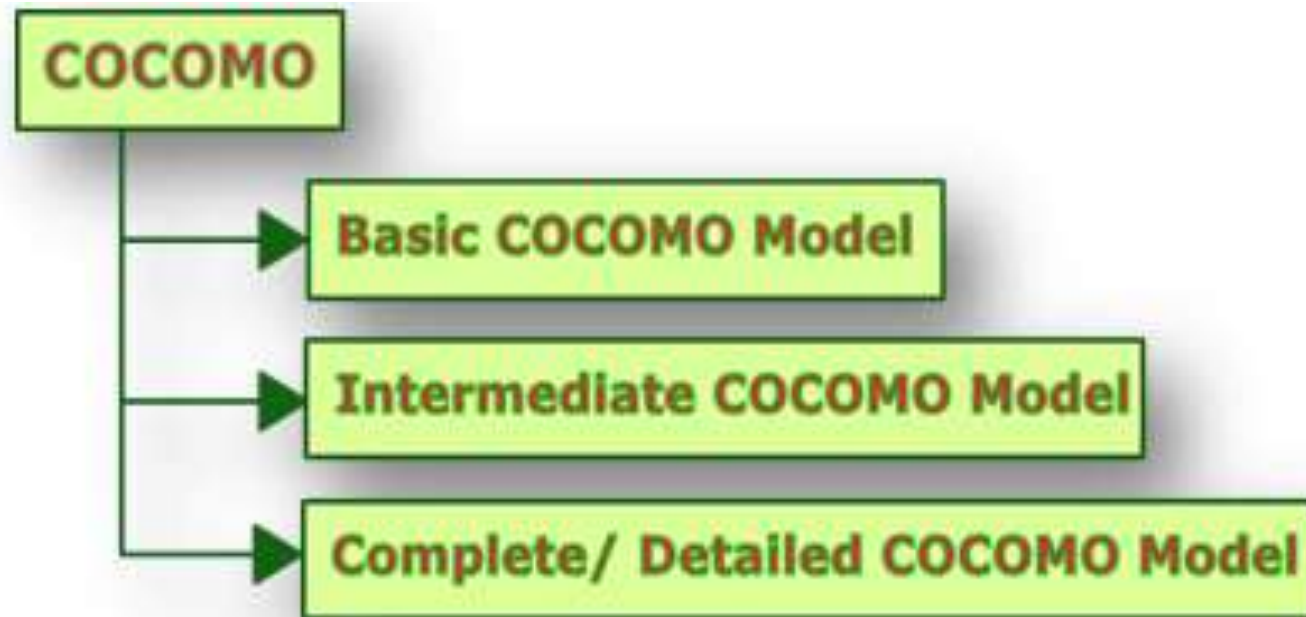 COCOMO
Basic COCOMO Model
Intermediate COCOMO Model
Complete/ Detailed COCOMO Model